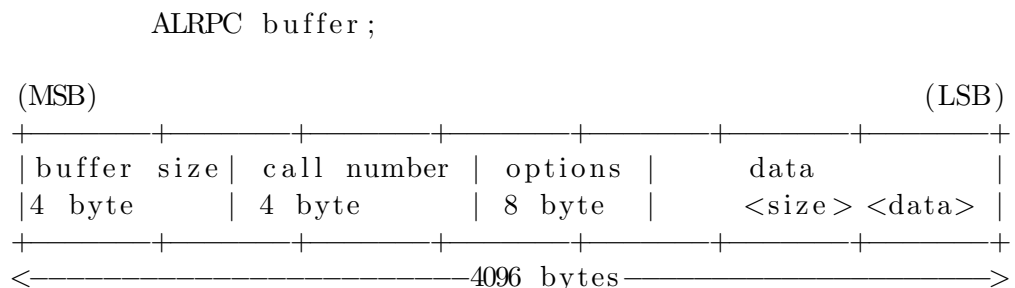 ALRPC buffer;
(MSB) (LSB)
+---------+---------+---------+---------+---------+---------+---------+
|buffer size| call number | options | data |
|4 byte | 4 byte | 8 byte | <size> <data> |
+---------+---------+---------+---------+---------+---------+---------+
<-------------------------4096 bytes--------------------->